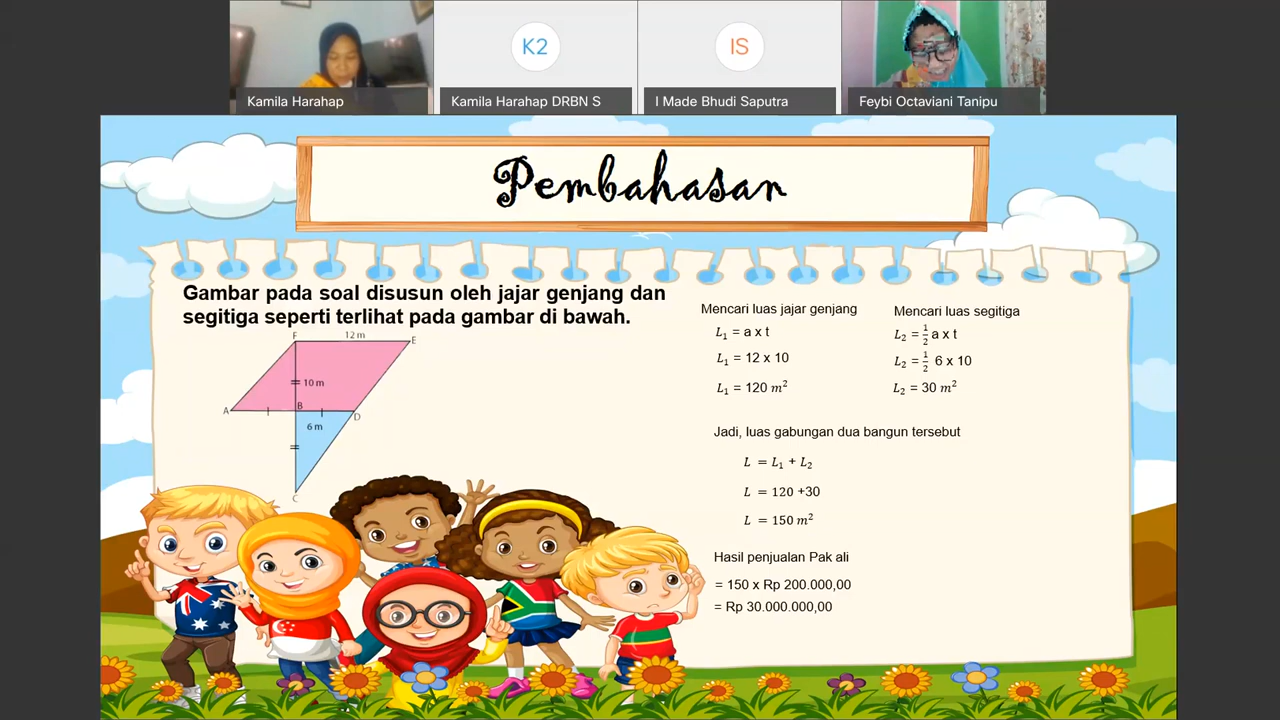 K2
IS
Kamila Harahap
Kamila Harahap DRBN S
I Made Bhudi Saputra
Feybi Octaviani Tanipu
Pembahasan
Gambar pada soal disusun oleh jajar genjang dan
segitiga seperti terlihat pada gambar di bawah.
F
12 m
E
10 m
A
B
D
6 m
C
Mencari luas jajar genjang
L₁ = a x t
L₁ = 12 x 10
L₁ = 120 m²
Mencari luas segitiga
L₂ = 1/2 a x t
L₂ = 1/2 6 x 10
L₂ = 30 m²
Jadi, luas gabungan dua bangun tersebut
L = L₁ + L₂
L = 120 +30
L = 150 m²
Hasil penjualan Pak ali
= 150 x Rp 200.000,00
= Rp 30.000.000,00